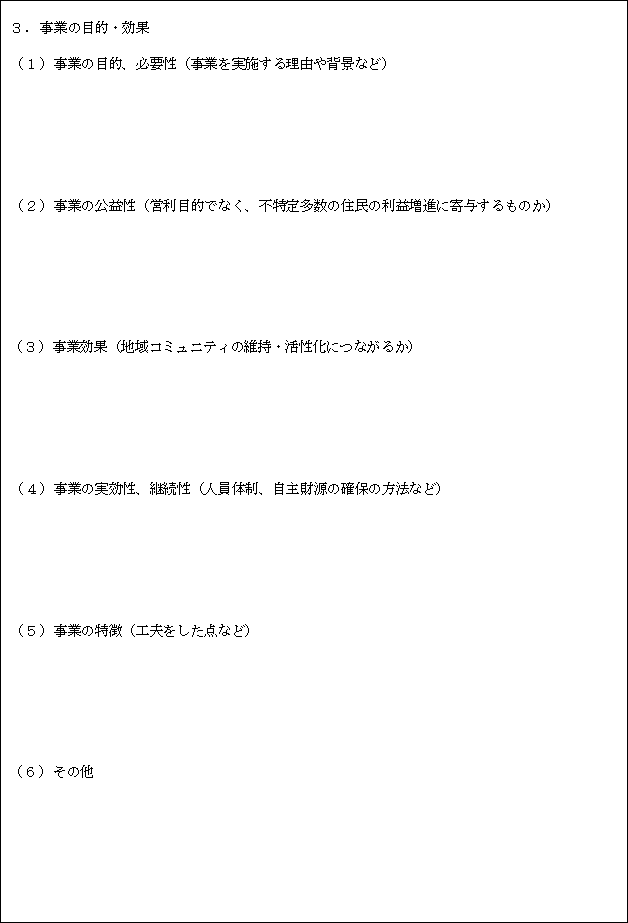 ３．事業の目的・効果
（１）事業の目的、必要性（事業を実施する理由や背景など）
（２）事業の公益性（営利目的でなく、不特定多数の住民の利益増進に寄与するものか）
（３）事業効果（地域コミュニティの維持・活性化につながるか）
（４）事業の実効性、継続性（人員体制、自主財源の確保の方法など）
（５）事業の特徴（工夫をした点など）
（６）その他